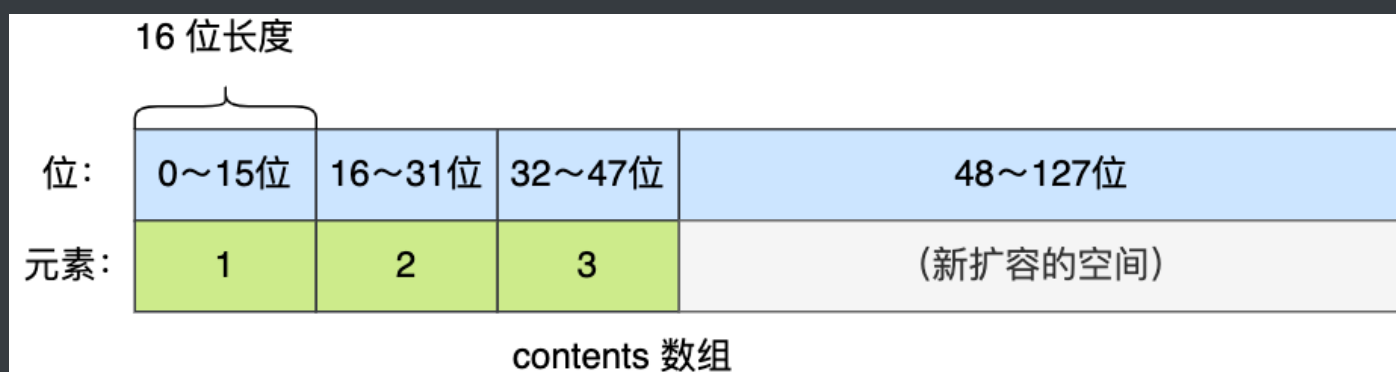 16 位长度
位: 0～15位 16～31位 32～47位 48～127位
元素: 1 2 3 (新扩容的空间)
contents 数组